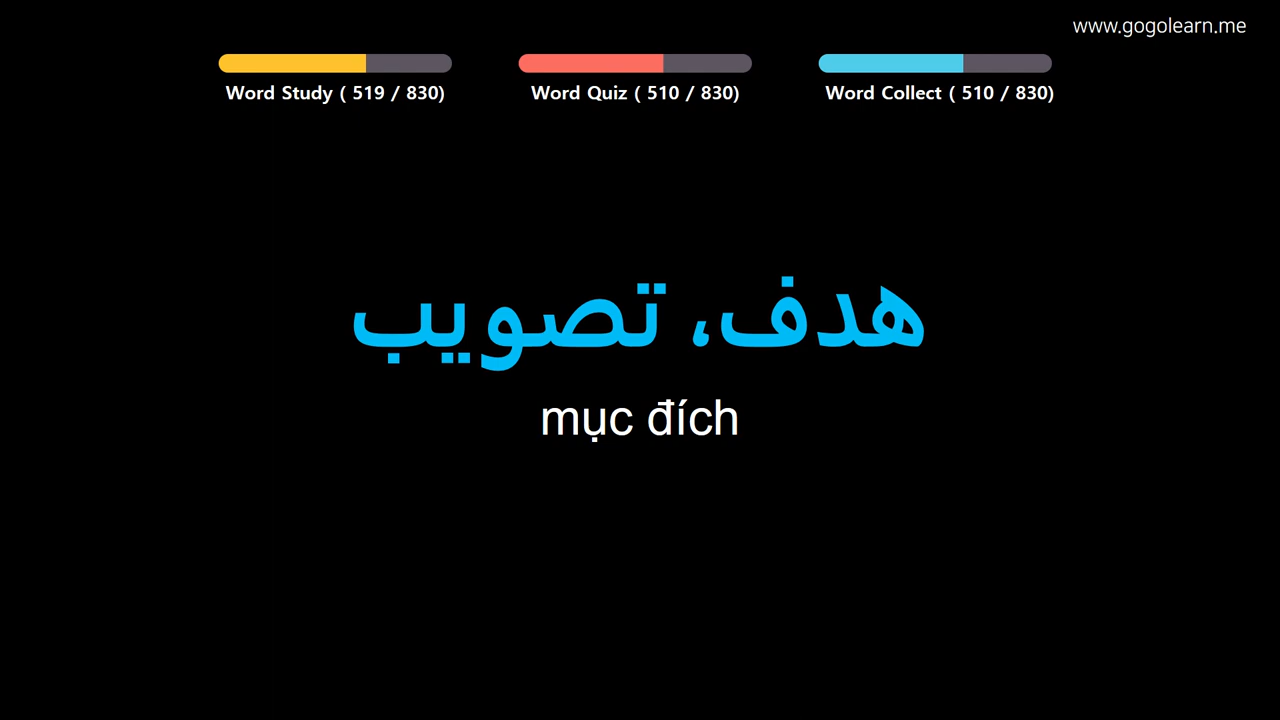 www.gogolearn.me
Word Study ( 519 / 830)
Word Quiz ( 510 / 830)
Word Collect ( 510 / 830)
هدف، تصويب
mục đích